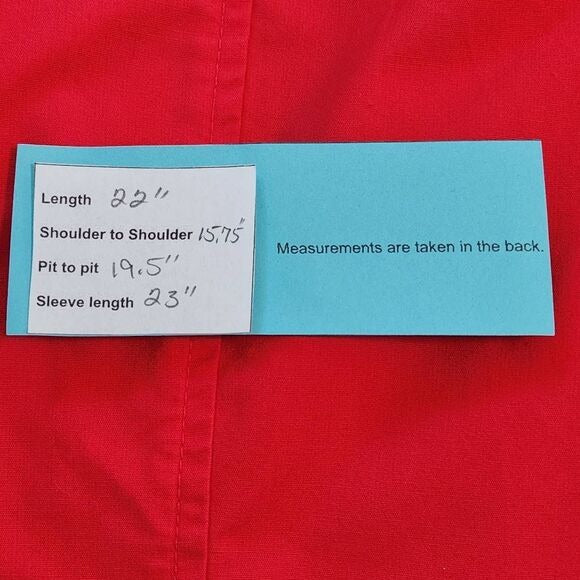 Length 22"
Shoulder to Shoulder 15.75"
Pit to pit 19.5"
Sleeve length 23"
Measurements are taken in the back.